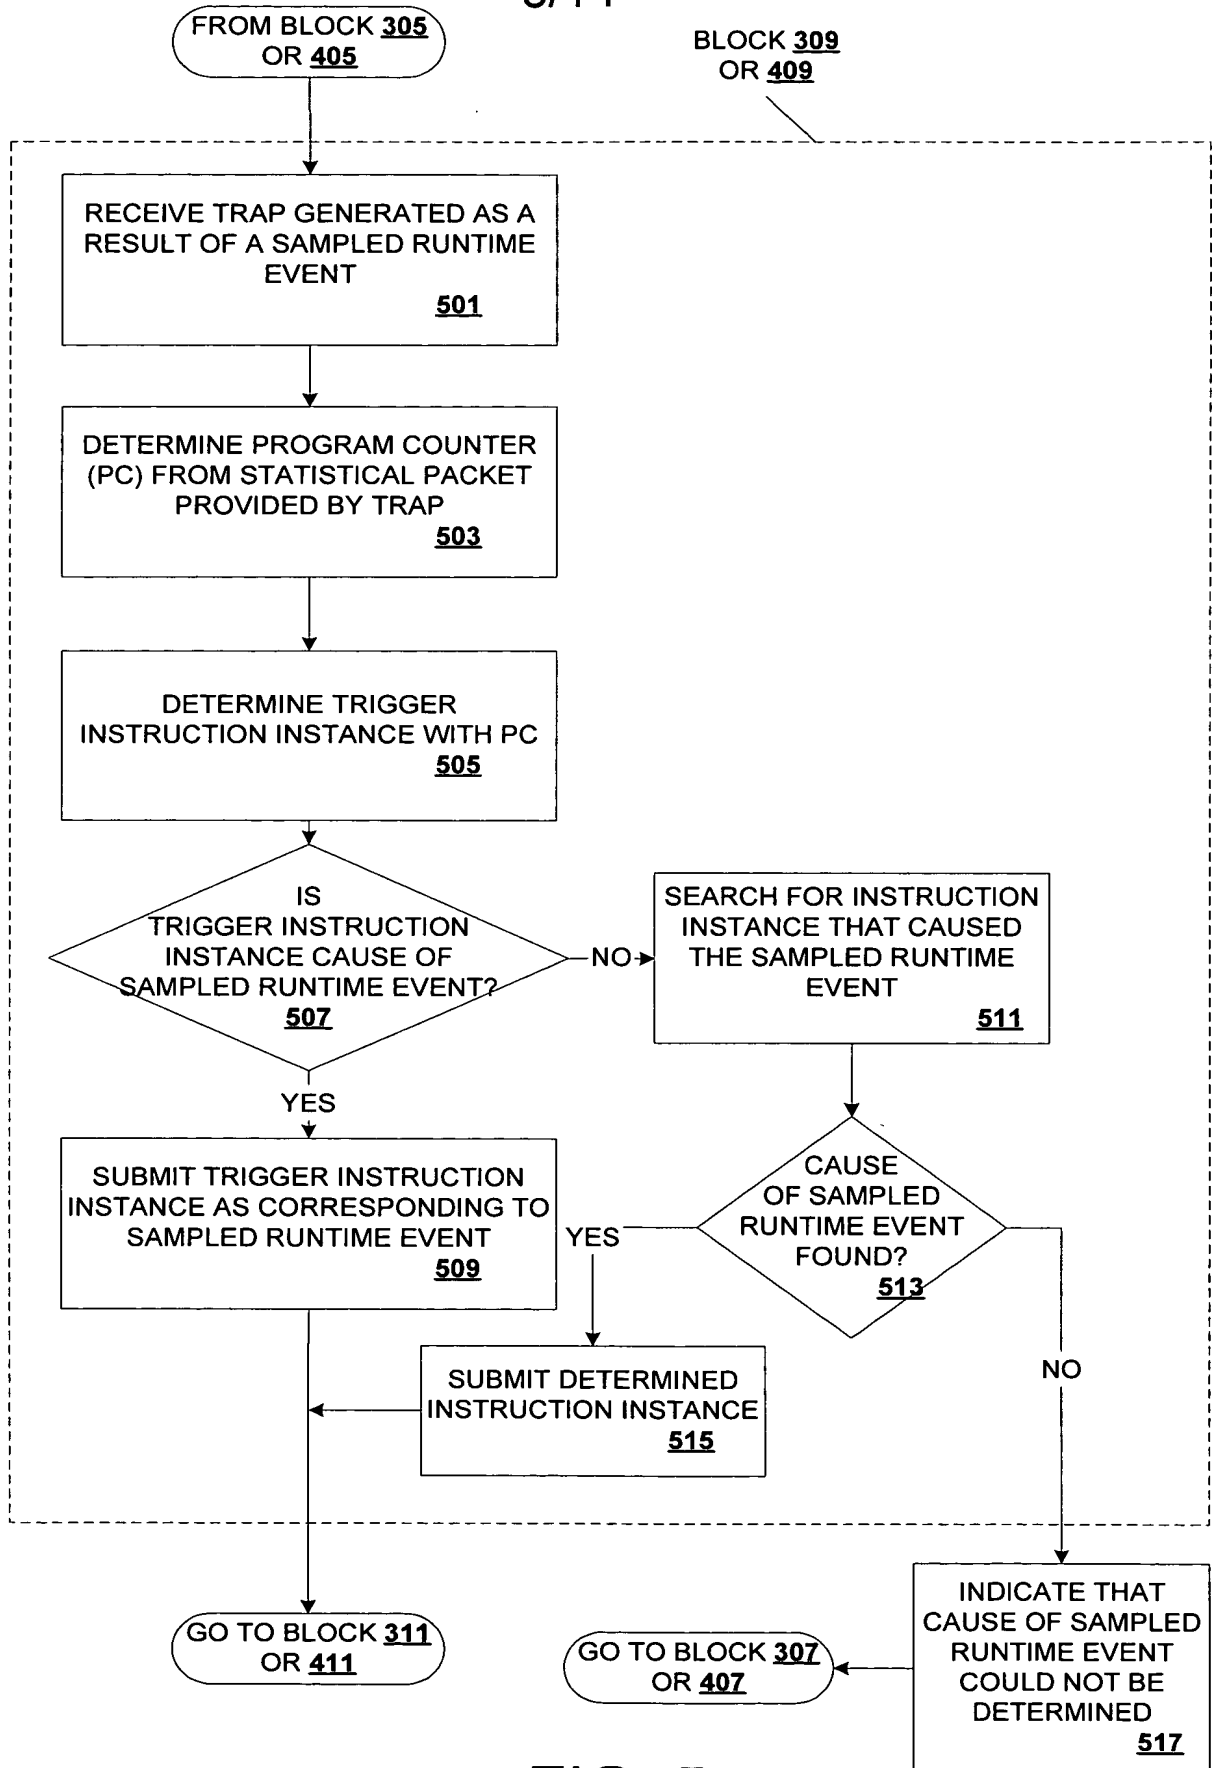 FROM BLOCK 305
OR 405
BLOCK 309
OR 409
RECEIVE TRAP GENERATED AS A
RESULT OF A SAMPLED RUNTIME
EVENT
501
DETERMINE PROGRAM COUNTER
(PC) FROM STATISTICAL PACKET
PROVIDED BY TRAP
503
DETERMINE TRIGGER
INSTRUCTION INSTANCE WITH PC
505
IS
TRIGGER INSTRUCTION
INSTANCE CAUSE OF
SAMPLED RUNTIME EVENT?
507
NO
SEARCH FOR INSTRUCTION
INSTANCE THAT CAUSED
THE SAMPLED RUNTIME
EVENT
511
YES
SUBMIT TRIGGER INSTRUCTION
INSTANCE AS CORRESPONDING TO
SAMPLED RUNTIME EVENT
509
CAUSE
OF SAMPLED
RUNTIME EVENT
FOUND?
513
YES
NO
SUBMIT DETERMINED
INSTRUCTION INSTANCE
515
GO TO BLOCK 311
OR 411
GO TO BLOCK 307
OR 407
INDICATE THAT
CAUSE OF SAMPLED
RUNTIME EVENT
COULD NOT BE
DETERMINED
517